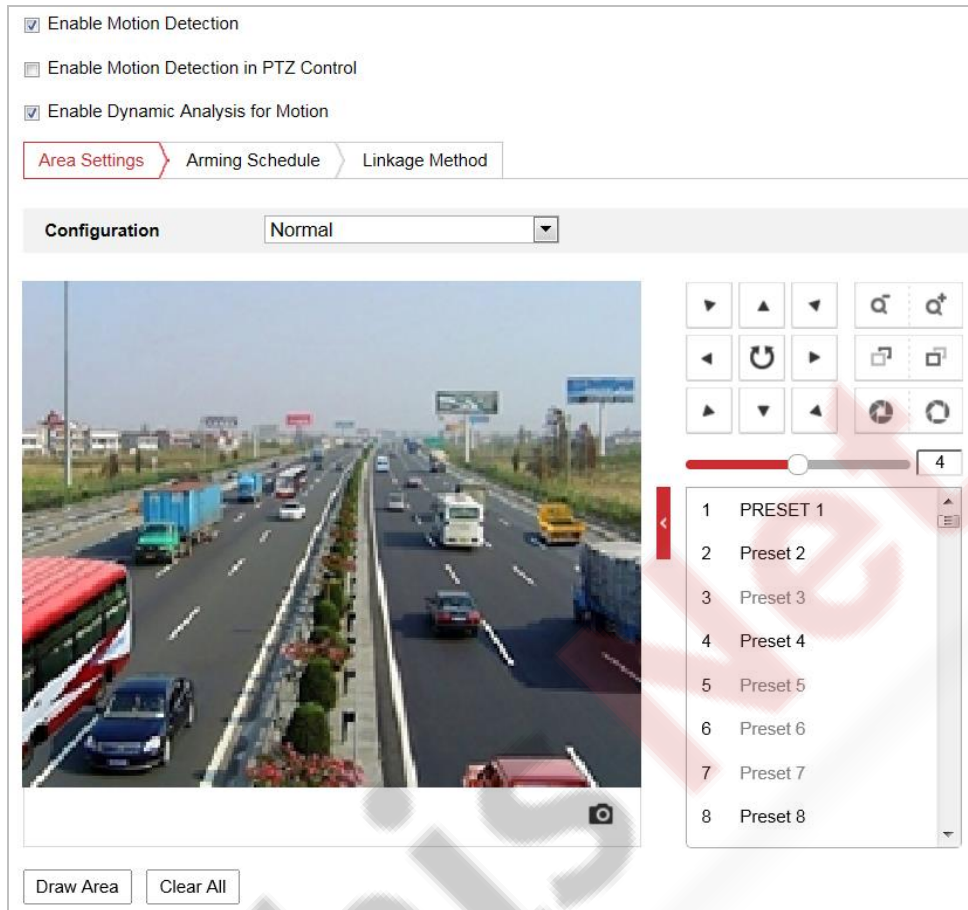 Enable Motion Detection
Enable Motion Detection in PTZ Control
Enable Dynamic Analysis for Motion
Area Settings Arming Schedule Linkage Method
Configuration Normal
4
1 PRESET 1
2 Preset 2
3 Preset 3
4 Preset 4
5 Preset 5
6 Preset 6
7 Preset 7
8 Preset 8
Draw Area Clear All